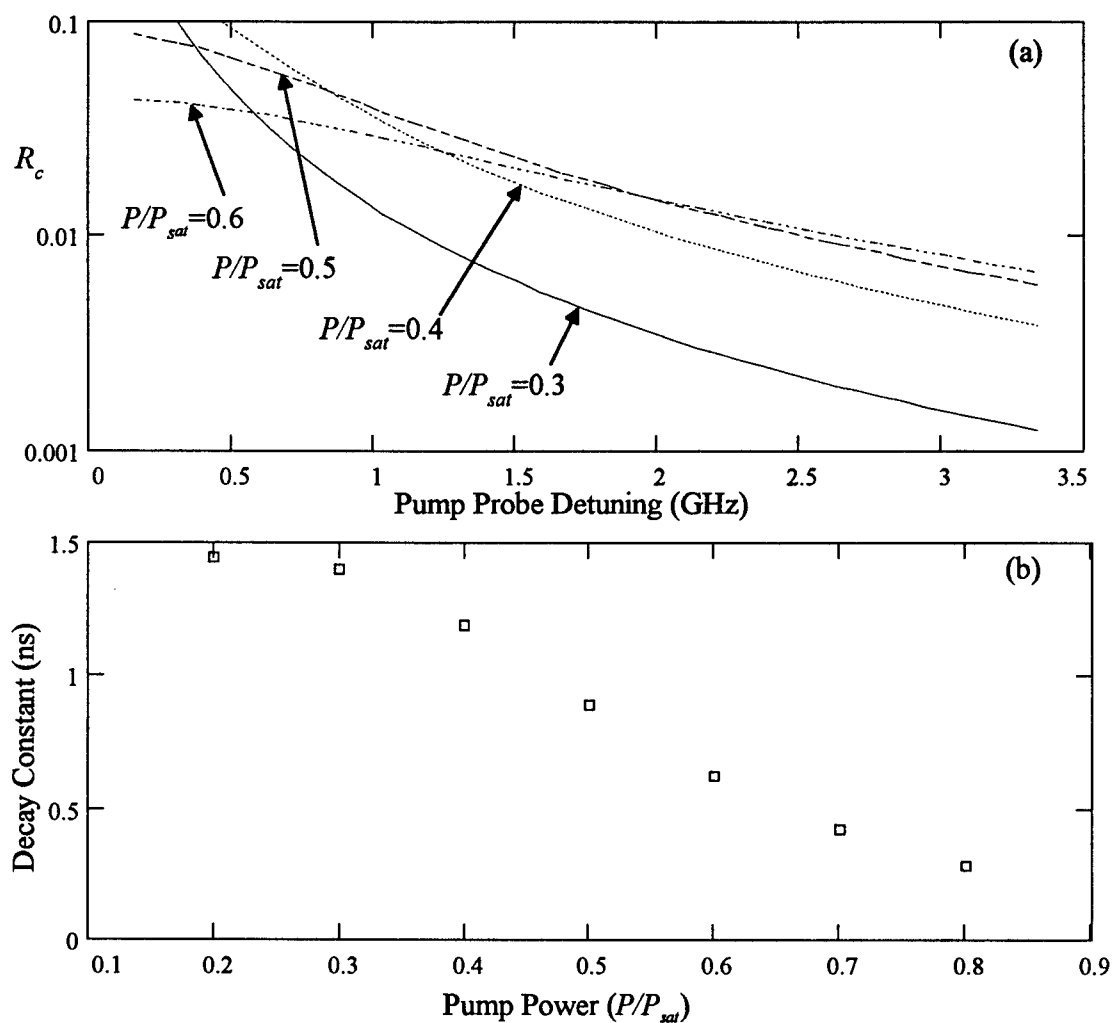 0.1
(a)
R_c
P/P_sat=0.6
0.01
P/P_sat=0.5
P/P_sat=0.4
P/P_sat=0.3
0.001
0 0.5 1 1.5 2 2.5 3 3.5
Pump Probe Detuning (GHz)
1.5
(b)
1
Decay Constant (ns)
0.5
0
0.1 0.2 0.3 0.4 0.5 0.6 0.7 0.8 0.9
Pump Power (P/P_sat)